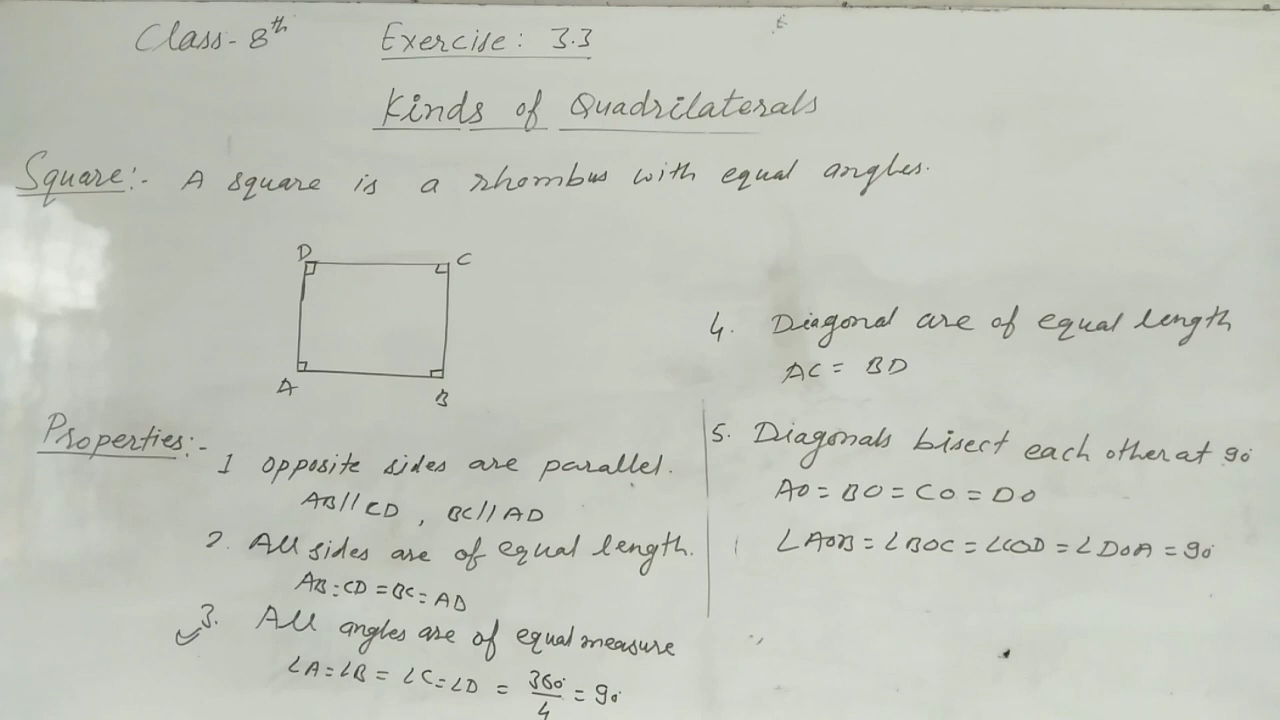 Class- 8th Exercise: 3.3
Kinds of Quadrilaterals
Square:- A square is a rhombus with equal angles.
D C
A B
Properties:-
1 opposite sides are parallel.
AB//CD, BC//AD
2. All sides are of equal length.
AB=CD=BC=AD
3. All angles are of equal measure
∠A=∠B=∠C=∠D = 360°/4 = 90°
4. Diagonal are of equal length
AC = BD
5. Diagonals bisect each other at 90°
AO=BO=CO=DO
∠AOB=∠BOC=∠COD=∠DOA=90°